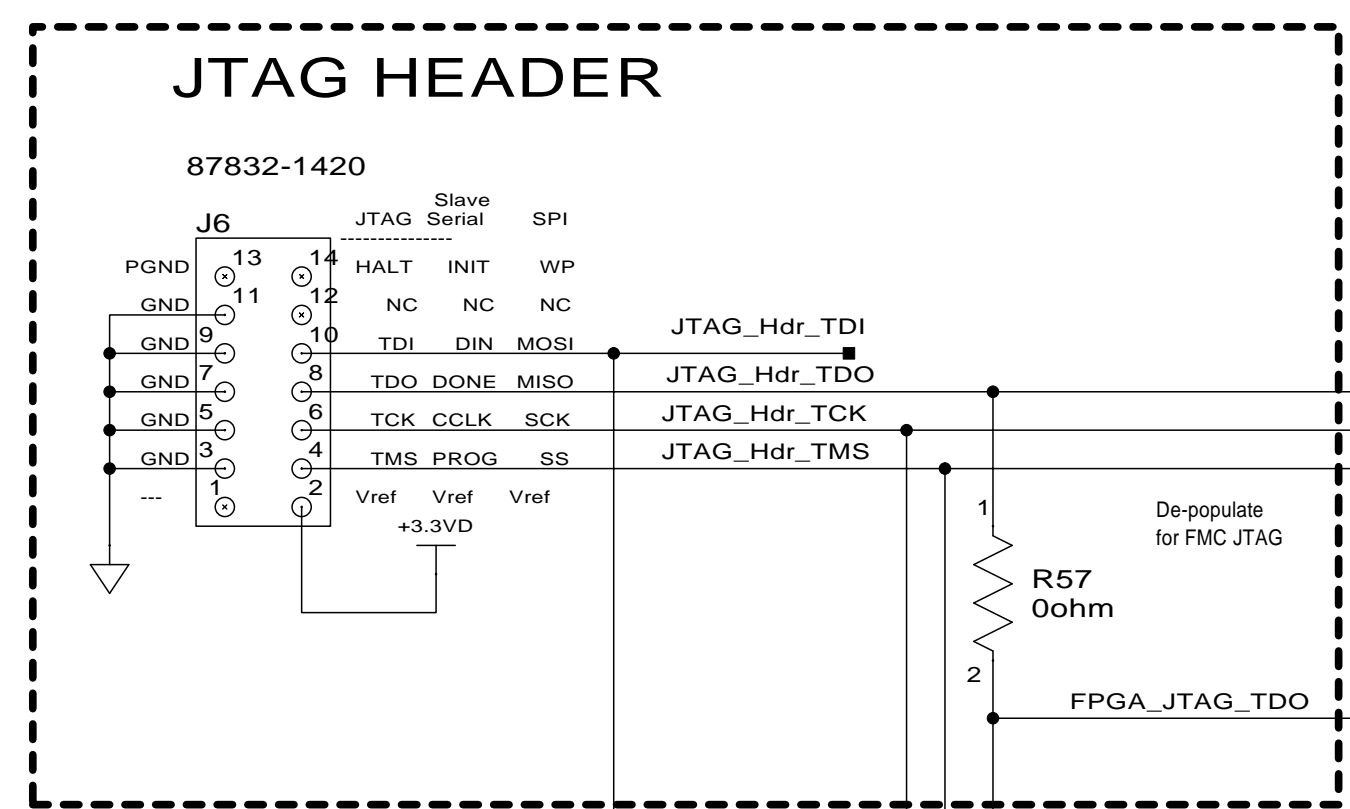 JTAG HEADER
87832-1420
J6
Slave
JTAG Serial SPI
---------------
PGND 13 14 HALT INIT WP
GND 11 12 NC NC NC
GND 9 10 TDI DIN MOSI JTAG_Hdr_TDI
GND 7 8 TDO DONE MISO JTAG_Hdr_TDO
GND 5 6 TCK CCLK SCK JTAG_Hdr_TCK
GND 3 4 TMS PROG SS JTAG_Hdr_TMS
--- 1 2 Vref Vref Vref
+3.3VD
1
De-populate
for FMC JTAG
R57
0ohm
2
FPGA_JTAG_TDO